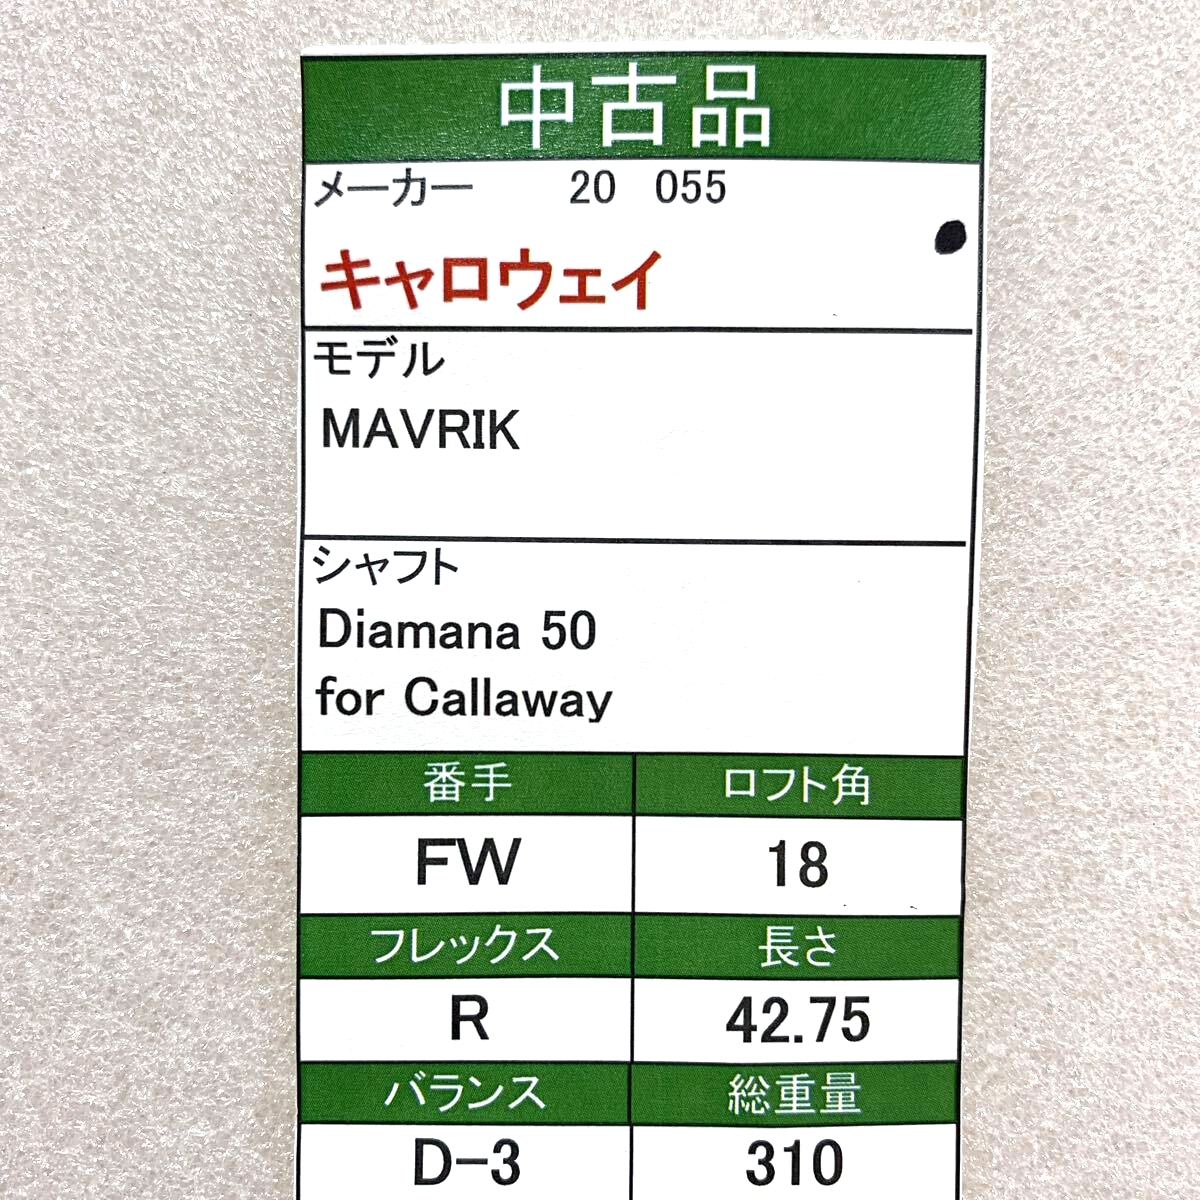 中古品
メーカー 20 055
キャロウェイ
モデル
MAVRIK
シャフト
Diamana 50
for Callaway
番手 ロフト角
FW 18
フレックス 長さ
R 42.75
バランス 総重量
D-3 310